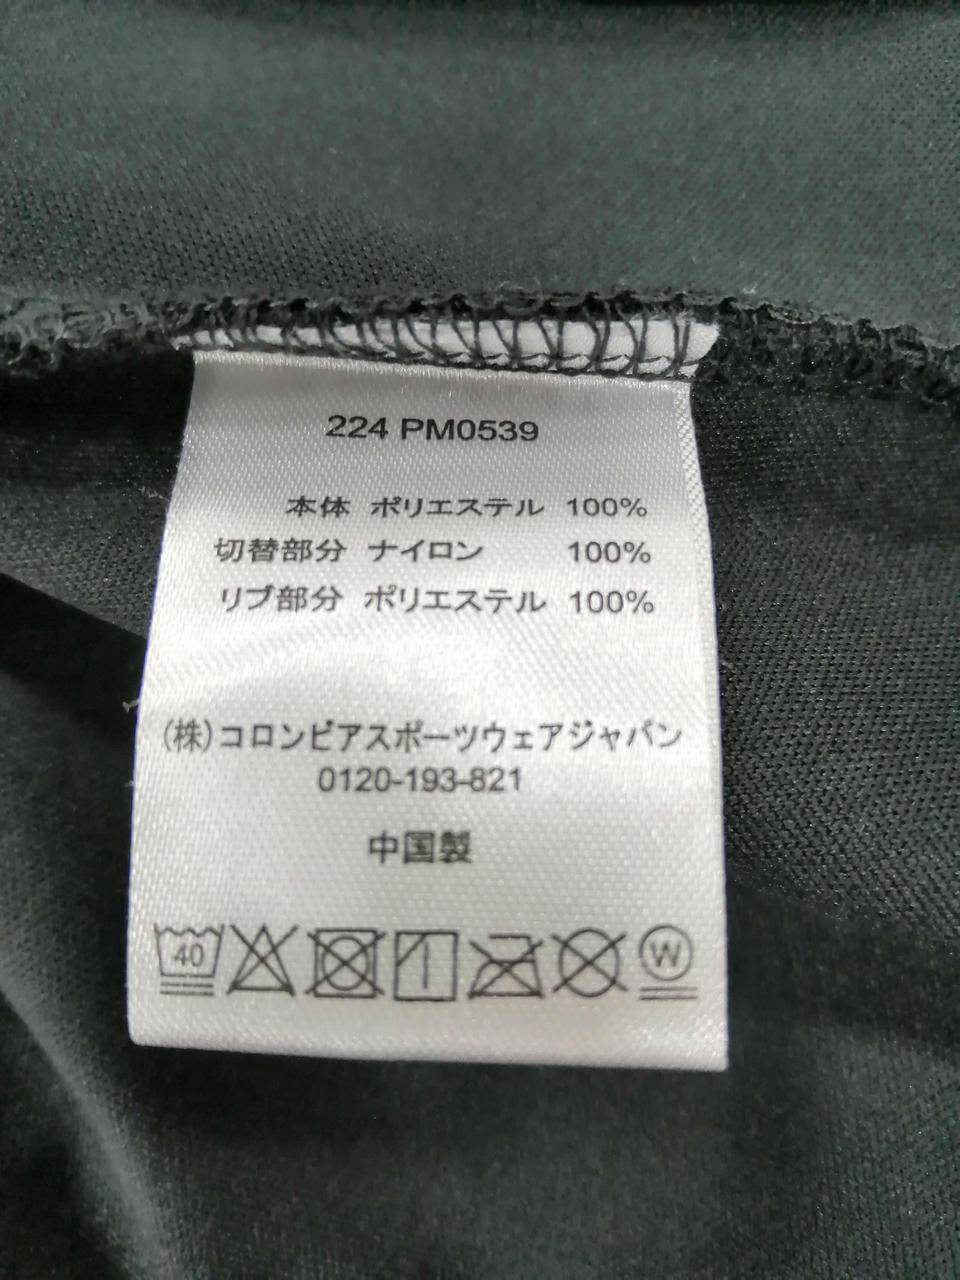 224 PM0539
本体 ポリエステル 100%
切替部分 ナイロン 100%
リブ部分 ポリエステル 100%
(株)コロンビアスポーツウェアジャパン
0120-193-821
中国製
40 W